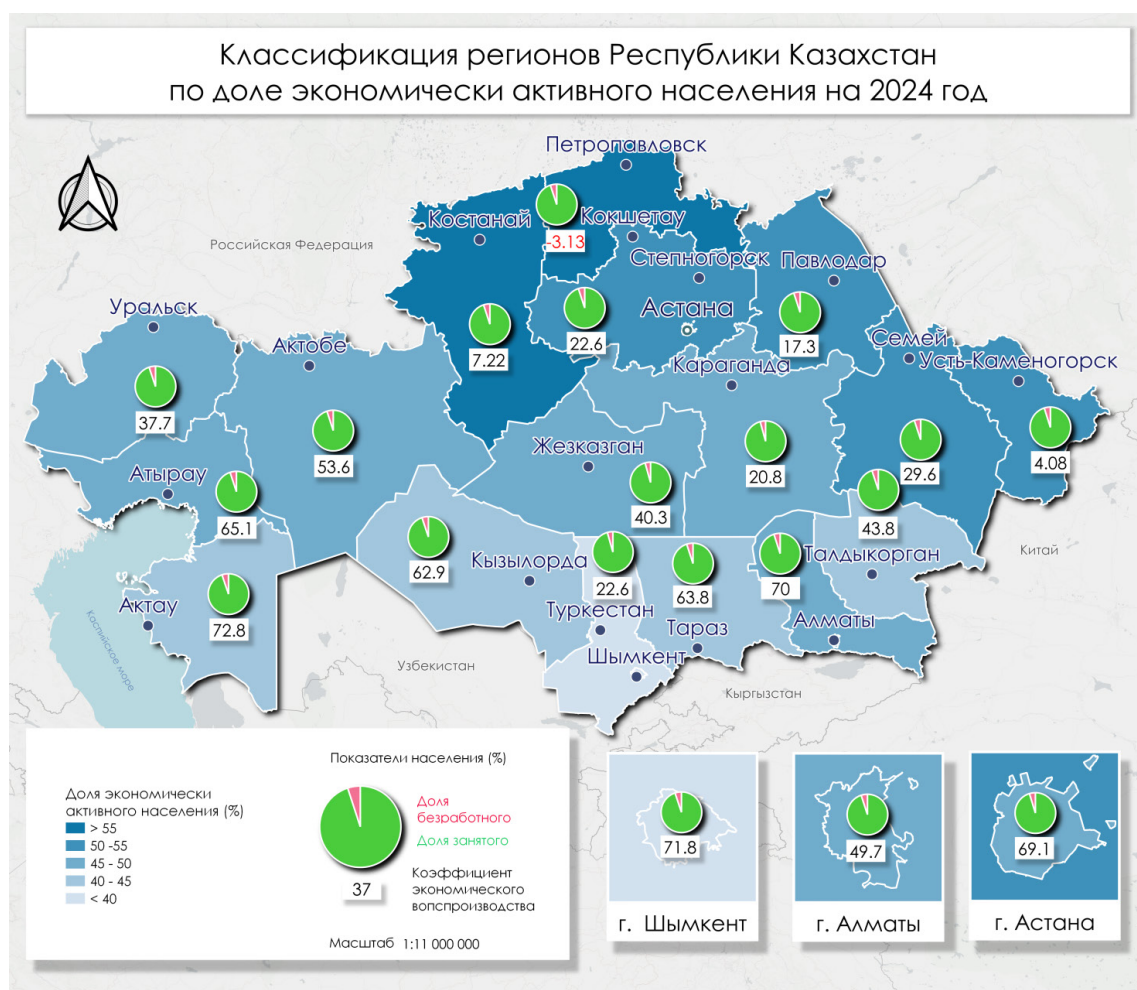 Классификация регионов Республики Казахстан
по доле экономически активного населения на 2024 год
Петропавловск
Костанай
Кокшетау
-3.13
Российская Федерация
Степногорск
Павлодар
Уральск
Астана
Актобе
7.22
22.6
17.3
Семей
Усть-Каменогорск
Караганда
37.7
53.6
Жезказган
20.8
29.6
4.08
Атырау
65.1
40.3
43.8
Китай
62.9
Кызылорда
22.6
63.8
70
Талдыкорган
Актау
72.8
Туркестан
Тараз
Алматы
Каспийское море
Узбекистан
Шымкент
Кыргызстан
Показатели населения (%)
Доля экономически
активного населения (%)
> 55
50 -55
45 - 50
40 - 45
< 40
Доля
безработного
Доля занятого
37
Коэффициент
экономического
вопспроизводства
Масштаб 1:11 000 000
71.8
г. Шымкент
49.7
г. Алматы
69.1
г. Астана